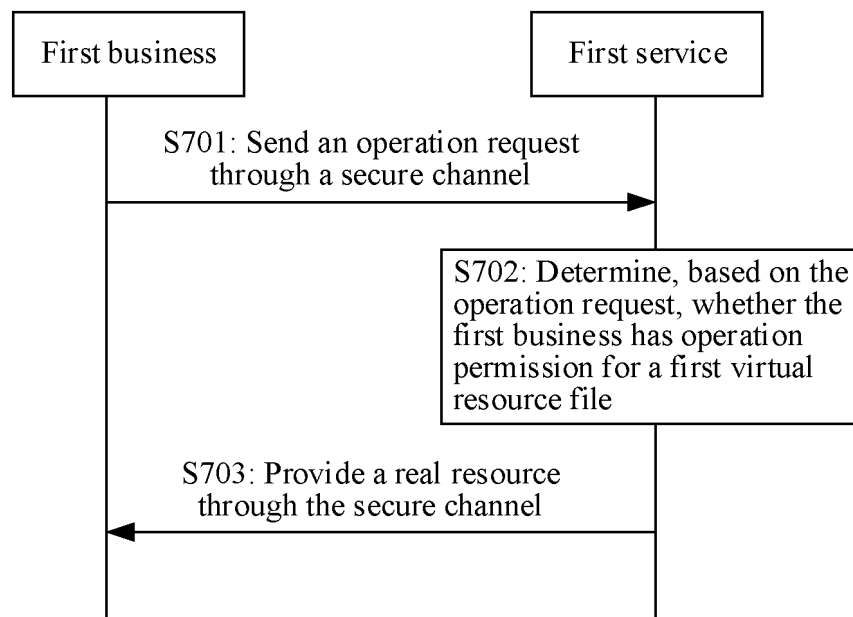 First business
First service
S701: Send an operation request
through a secure channel
S702: Determine, based on the
operation request, whether the
first business has operation
permission for a first virtual
resource file
S703: Provide a real resource
through the secure channel